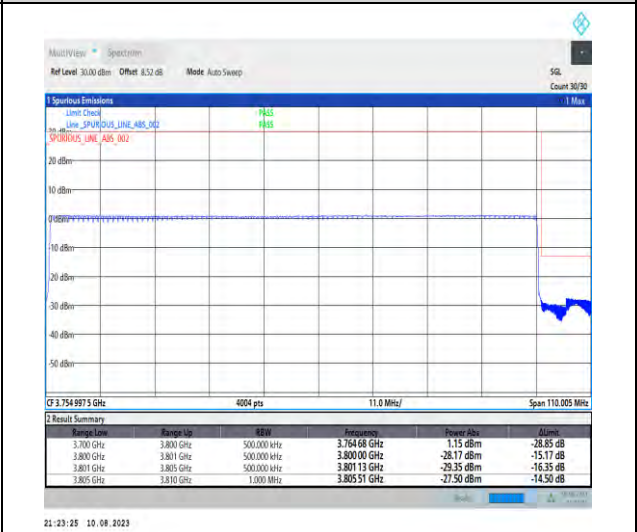 MultiView Spectrum
Ref Level 30.00 dBm Offset 8.52 dB Mode Auto Sweep SGL
Count 30/30
1 Spurious Emissions 1 Max
Limit Check PASS
Line _SPURIOUS_LINE_ABS_002 PASS
_SPURIOUS_LINE_ABS_002
20 dBm
10 dBm
0 dBm
-10 dBm
-20 dBm
-30 dBm
-40 dBm
-50 dBm
CF 3.754 997 5 GHz 4004 pts 11.0 MHz/ Span 110.005 MHz
2 Result Summary
Range Low Range Up RBW Frequency Power Abs ΔLimit
3.700 GHz 3.800 GHz 500.000 kHz 3.764 68 GHz 1.15 dBm -28.85 dB
3.800 GHz 3.801 GHz 500.000 kHz 3.800 00 GHz -28.17 dBm -15.17 dB
3.801 GHz 3.805 GHz 500.000 kHz 3.801 13 GHz -29.35 dBm -16.35 dB
3.805 GHz 3.810 GHz 1.000 MHz 3.805 51 GHz -27.50 dBm -14.50 dB
21:23:25 10.08.2023